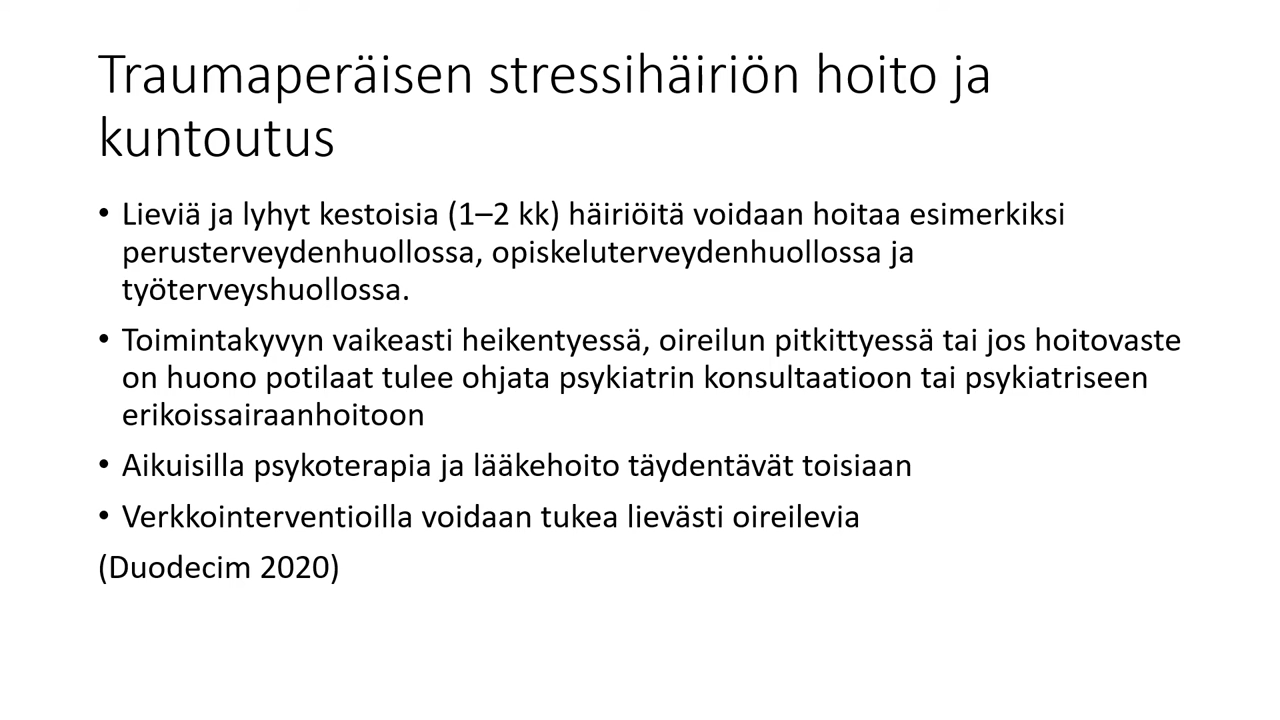 Traumaperäisen stressihäiriön hoito ja
kuntoutus
• Lieviä ja lyhyt kestoisia (1–2 kk) häiriöitä voidaan hoitaa esimerkiksi
perusterveydenhuollossa, opiskeluterveydenhuollossa ja
työterveyshuollossa.
• Toimintakyvyn vaikeasti heikentyessä, oireilun pitkittyessä tai jos hoitovaste
on huono potilaat tulee ohjata psykiatrin konsultaatioon tai psykiatriseen
erikoissairaanhoitoon
• Aikuisilla psykoterapia ja lääkehoito täydentävät toisiaan
• Verkkointerventioilla voidaan tukea lievästi oireilevia
(Duodecim 2020)